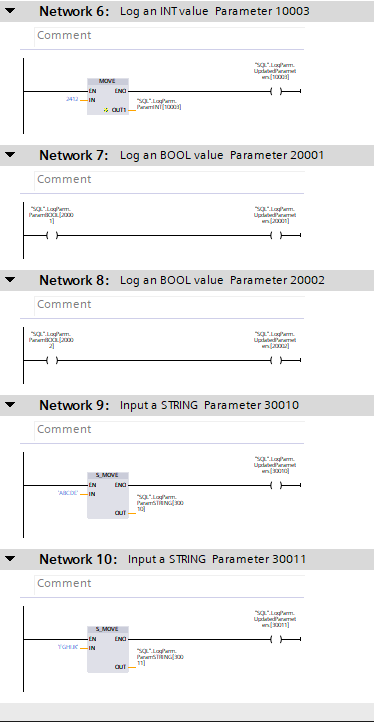 Network 6: Log an INT value Parameter 10003
Comment
"SQL".LogParm.
UpdatedParamet
ers[10003]
MOVE
EN ENO
2412 IN
"SQL".LogParm.
OUT1 ParamINT[10003]
Network 7: Log an BOOL value Parameter 20001
Comment
"SQL".LogParm.
ParamBOOL[2000
1]
"SQL".LogParm.
UpdatedParamet
ers[20001]
Network 8: Log an BOOL value Parameter 20002
Comment
"SQL".LogParm.
ParamBOOL[2000
2]
"SQL".LogParm.
UpdatedParamet
ers[20002]
Network 9: Input a STRING Parameter 30010
Comment
"SQL".LogParm.
UpdatedParamet
ers[30010]
S_MOVE
EN ENO
'ABCDE' IN
"SQL".LogParm.
ParamSTRING[300
10]
OUT
Network 10: Input a STRING Parameter 30011
Comment
"SQL".LogParm.
UpdatedParamet
ers[30011]
S_MOVE
EN ENO
IN
"SQL".LogParm.
ParamSTRING[300
11]
OUT